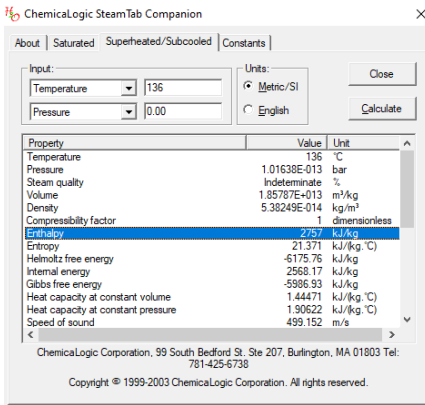 ChemicaLogic SteamTab Companion
About Saturated Superheated/Subcooled Constants
Input:
Temperature 136
Pressure 0.00
Units:
Metric/SI
English
Close
Calculate
Property Value Unit
Temperature 136 °C
Pressure 1.01638E-013 bar
Steam quality Indeterminate %
Volume 1.85787E+013 m³/kg
Density 5.38249E-014 kg/m³
Compressibility factor 1 dimensionless
Enthalpy 2757 kJ/kg
Entropy 21.371 kJ/(kg.°C)
Helmoltz free energy -6175.76 kJ/kg
Internal energy 2568.17 kJ/kg
Gibbs free energy -5986.93 kJ/kg
Heat capacity at constant volume 1.44471 kJ/(kg.°C)
Heat capacity at constant pressure 1.90622 kJ/(kg.°C)
Speed of sound 499.152 m/s
ChemicaLogic Corporation, 99 South Bedford St. Ste 207, Burlington, MA 01803 Tel:
781-425-6738
Copyright © 1999-2003 ChemicaLogic Corporation. All rights reserved.